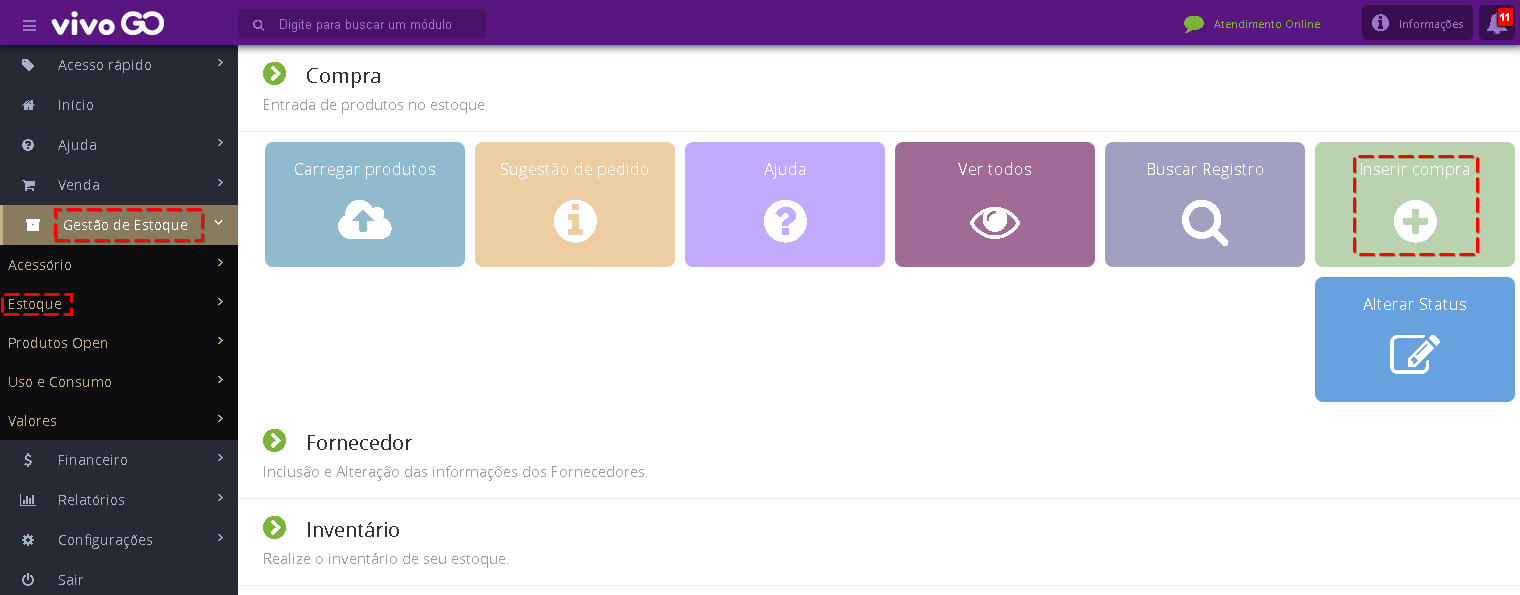 vivo GO
Digite para buscar um módulo
Atendimento Online
Informações
11
Acesso rápido
Início
Ajuda
Venda
Gestão de Estoque
Acessório
Estoque
Produtos Open
Uso e Consumo
Valores
Financeiro
Relatórios
Configurações
Sair
Compra
Entrada de produtos no estoque.
Carregar produtos
Sugestão de pedido
Ajuda
Ver todos
Buscar Registro
Inserir compra
Alterar Status
Fornecedor
Inclusão e Alteração das informações dos Fornecedores.
Inventário
Realize o inventário de seu estoque.